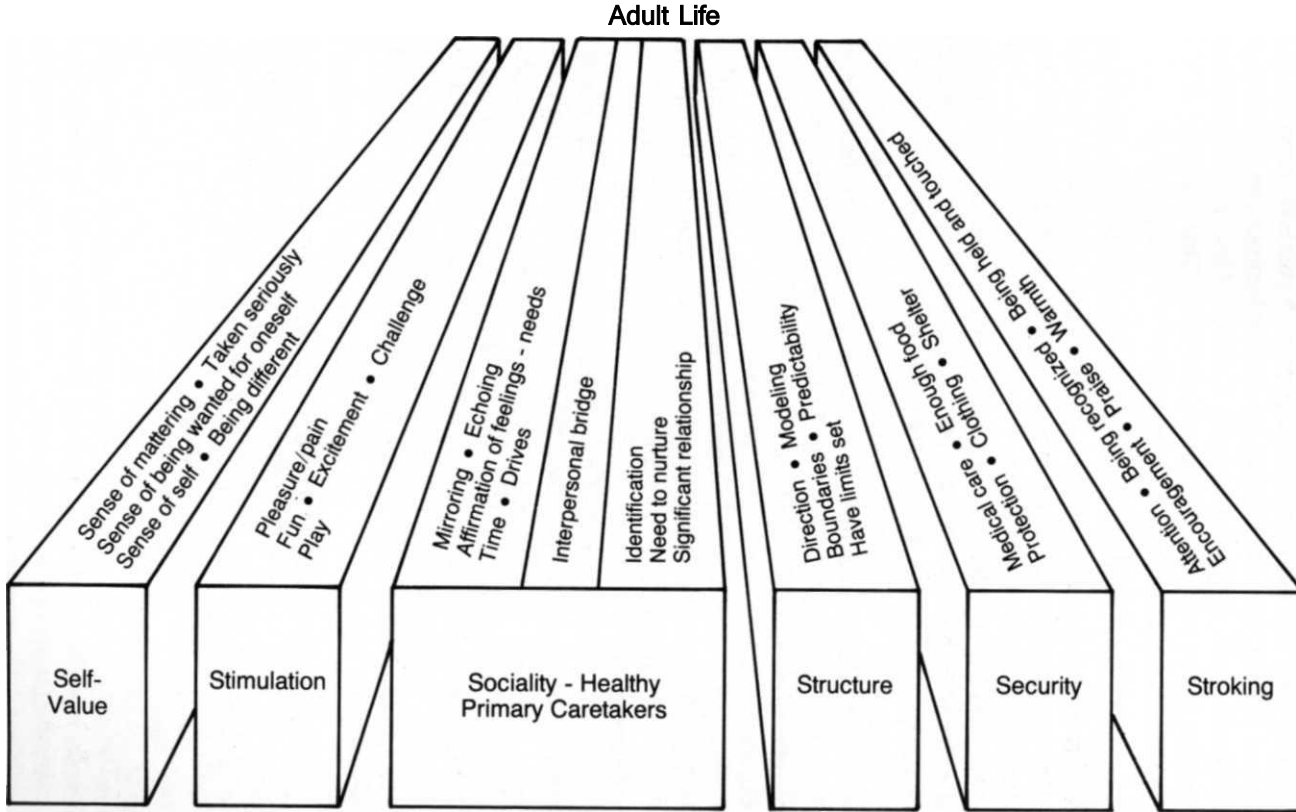 Adult Life
Sense of mattering • Taken seriously
Sense of being wanted for oneself
Sense of self • Being different
Pleasure/pain
Fun • Excitement • Challenge
Play
Mirroring • Echoing
Affirmation of feelings - needs
Time • Drives
Interpersonal bridge
Identification
Need to nurture
Significant relationship
Direction • Modeling
Boundaries • Predictability
Have limits set
Medical care • Enough food
Protection • Clothing • Shelter
Attention • Being recognized • Being held and touched
Encouragement • Praise • Warmth
Self-
Value
Stimulation
Sociality - Healthy
Primary Caretakers
Structure
Security
Stroking